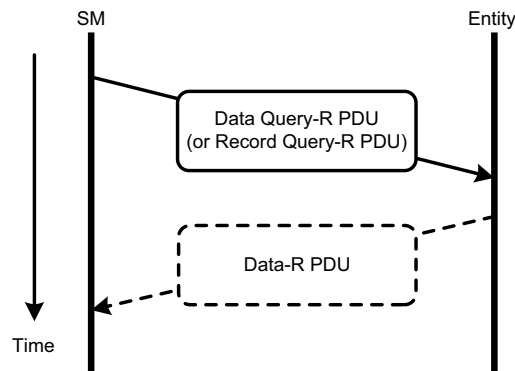 SM
Entity
Data Query-R PDU
(or Record Query-R PDU)
Data-R PDU
Time